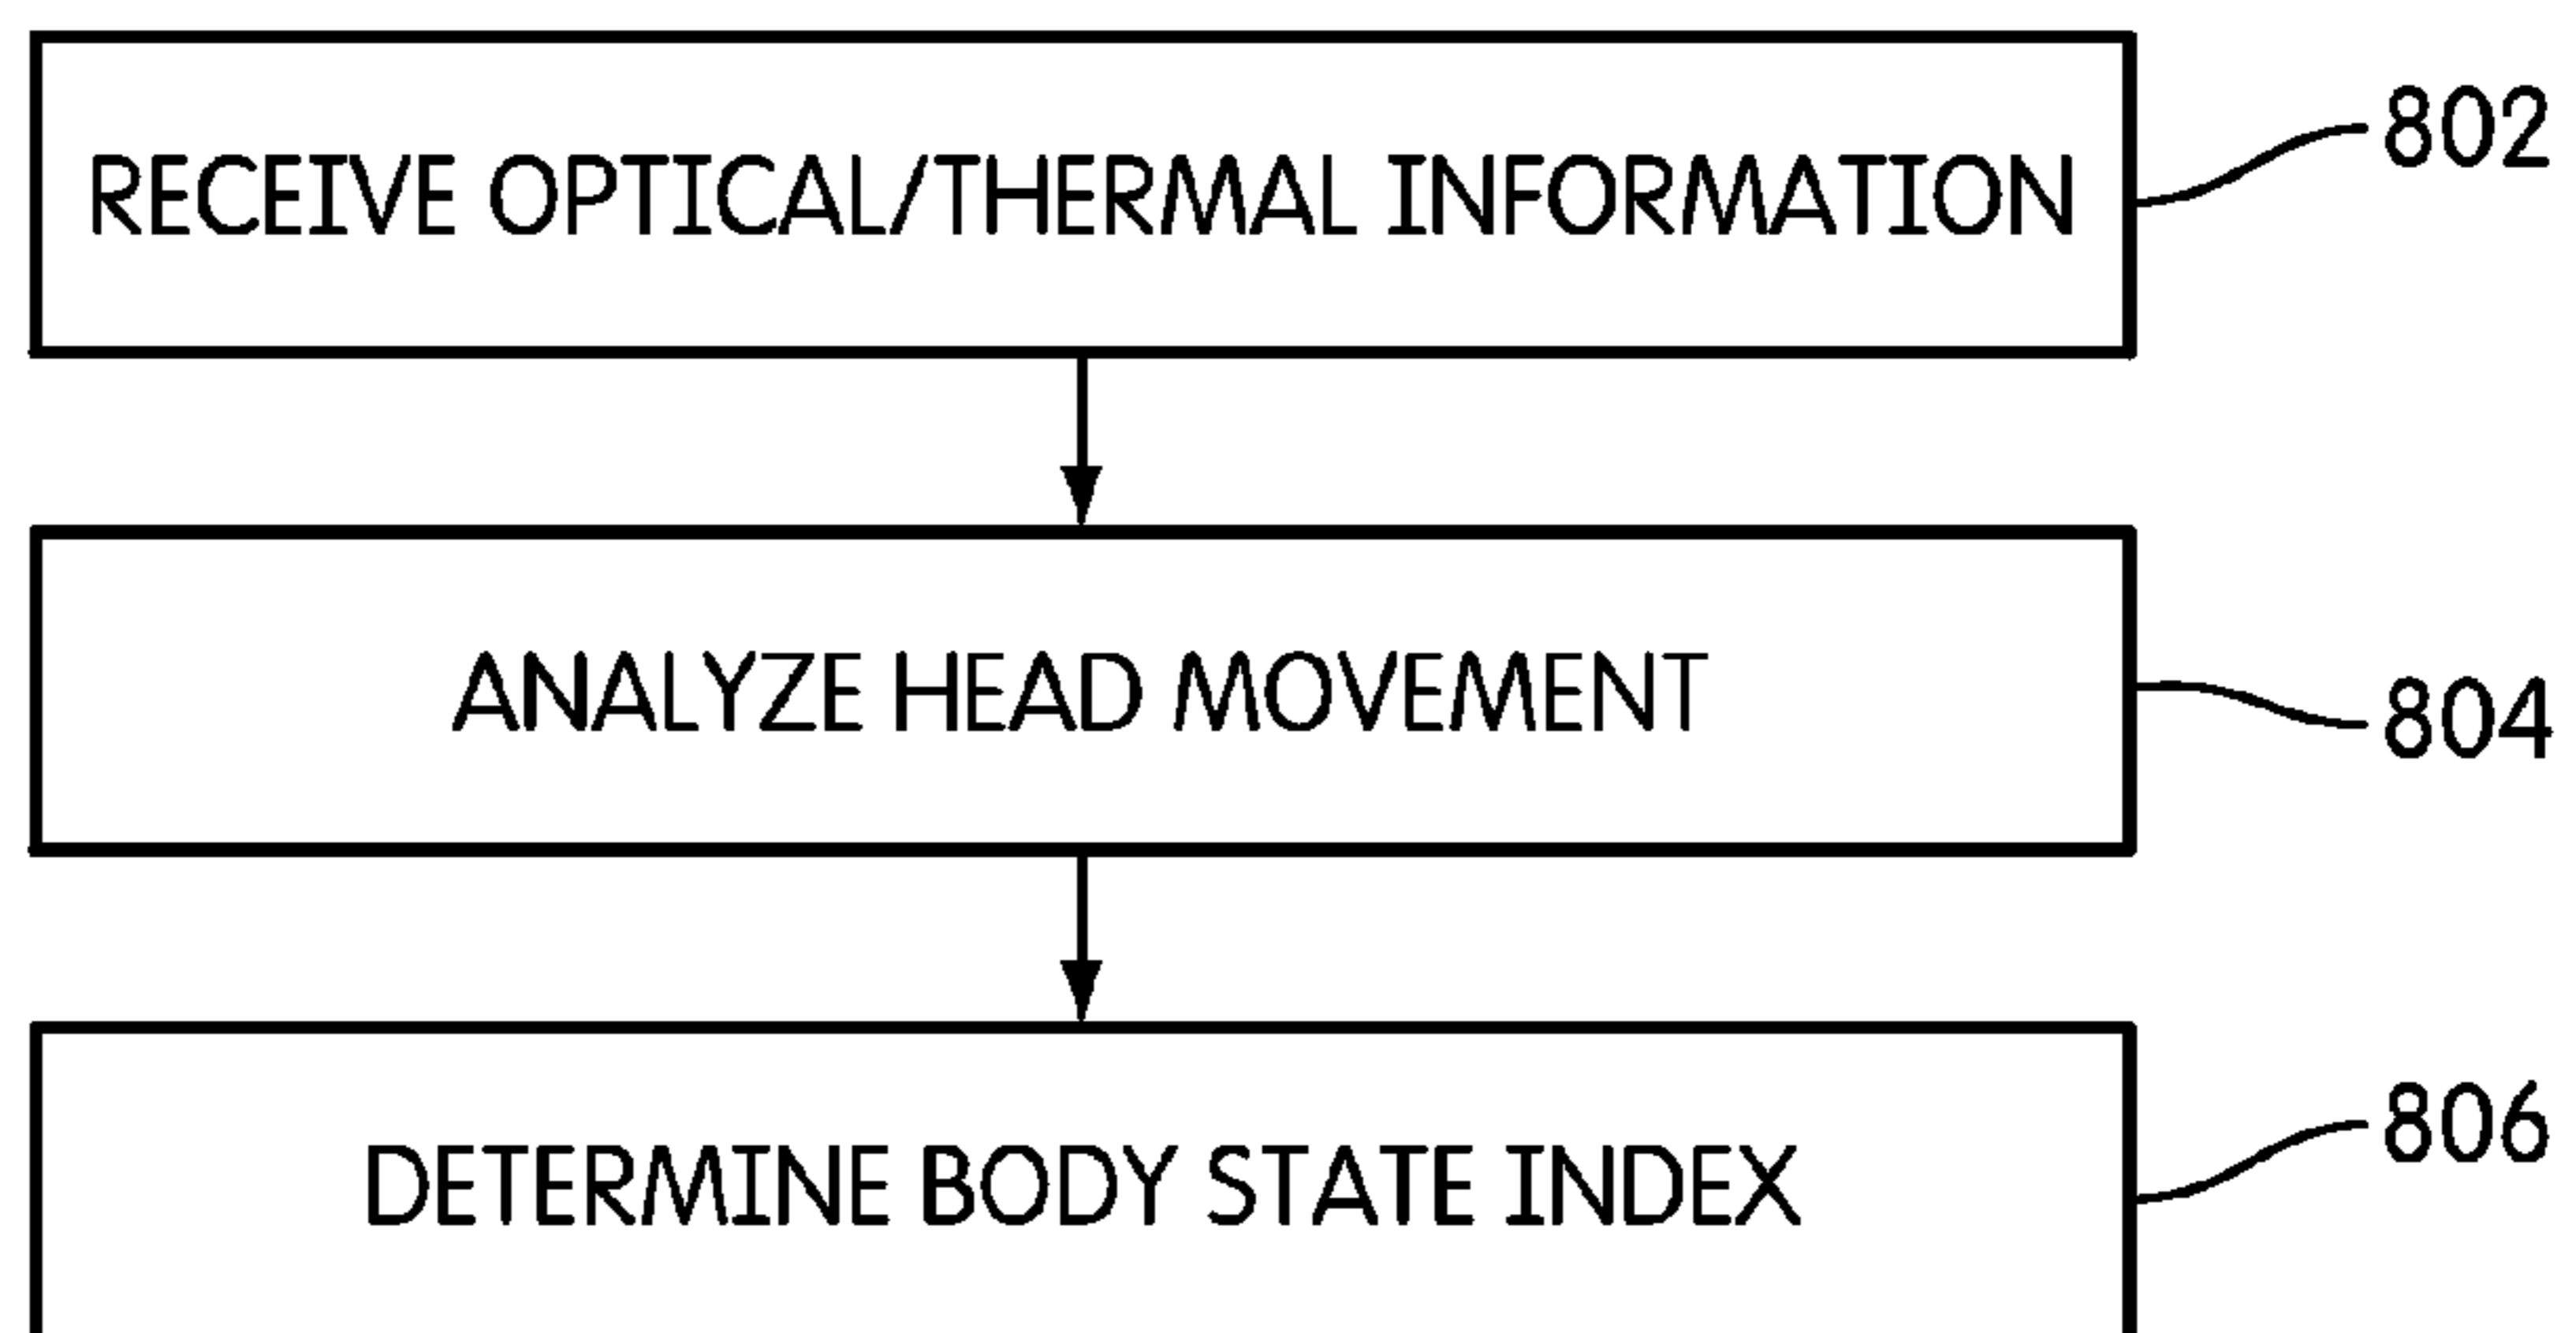 RECEIVE OPTICAL/THERMAL INFORMATION
802
ANALYZE HEAD MOVEMENT
804
DETERMINE BODY STATE INDEX
806